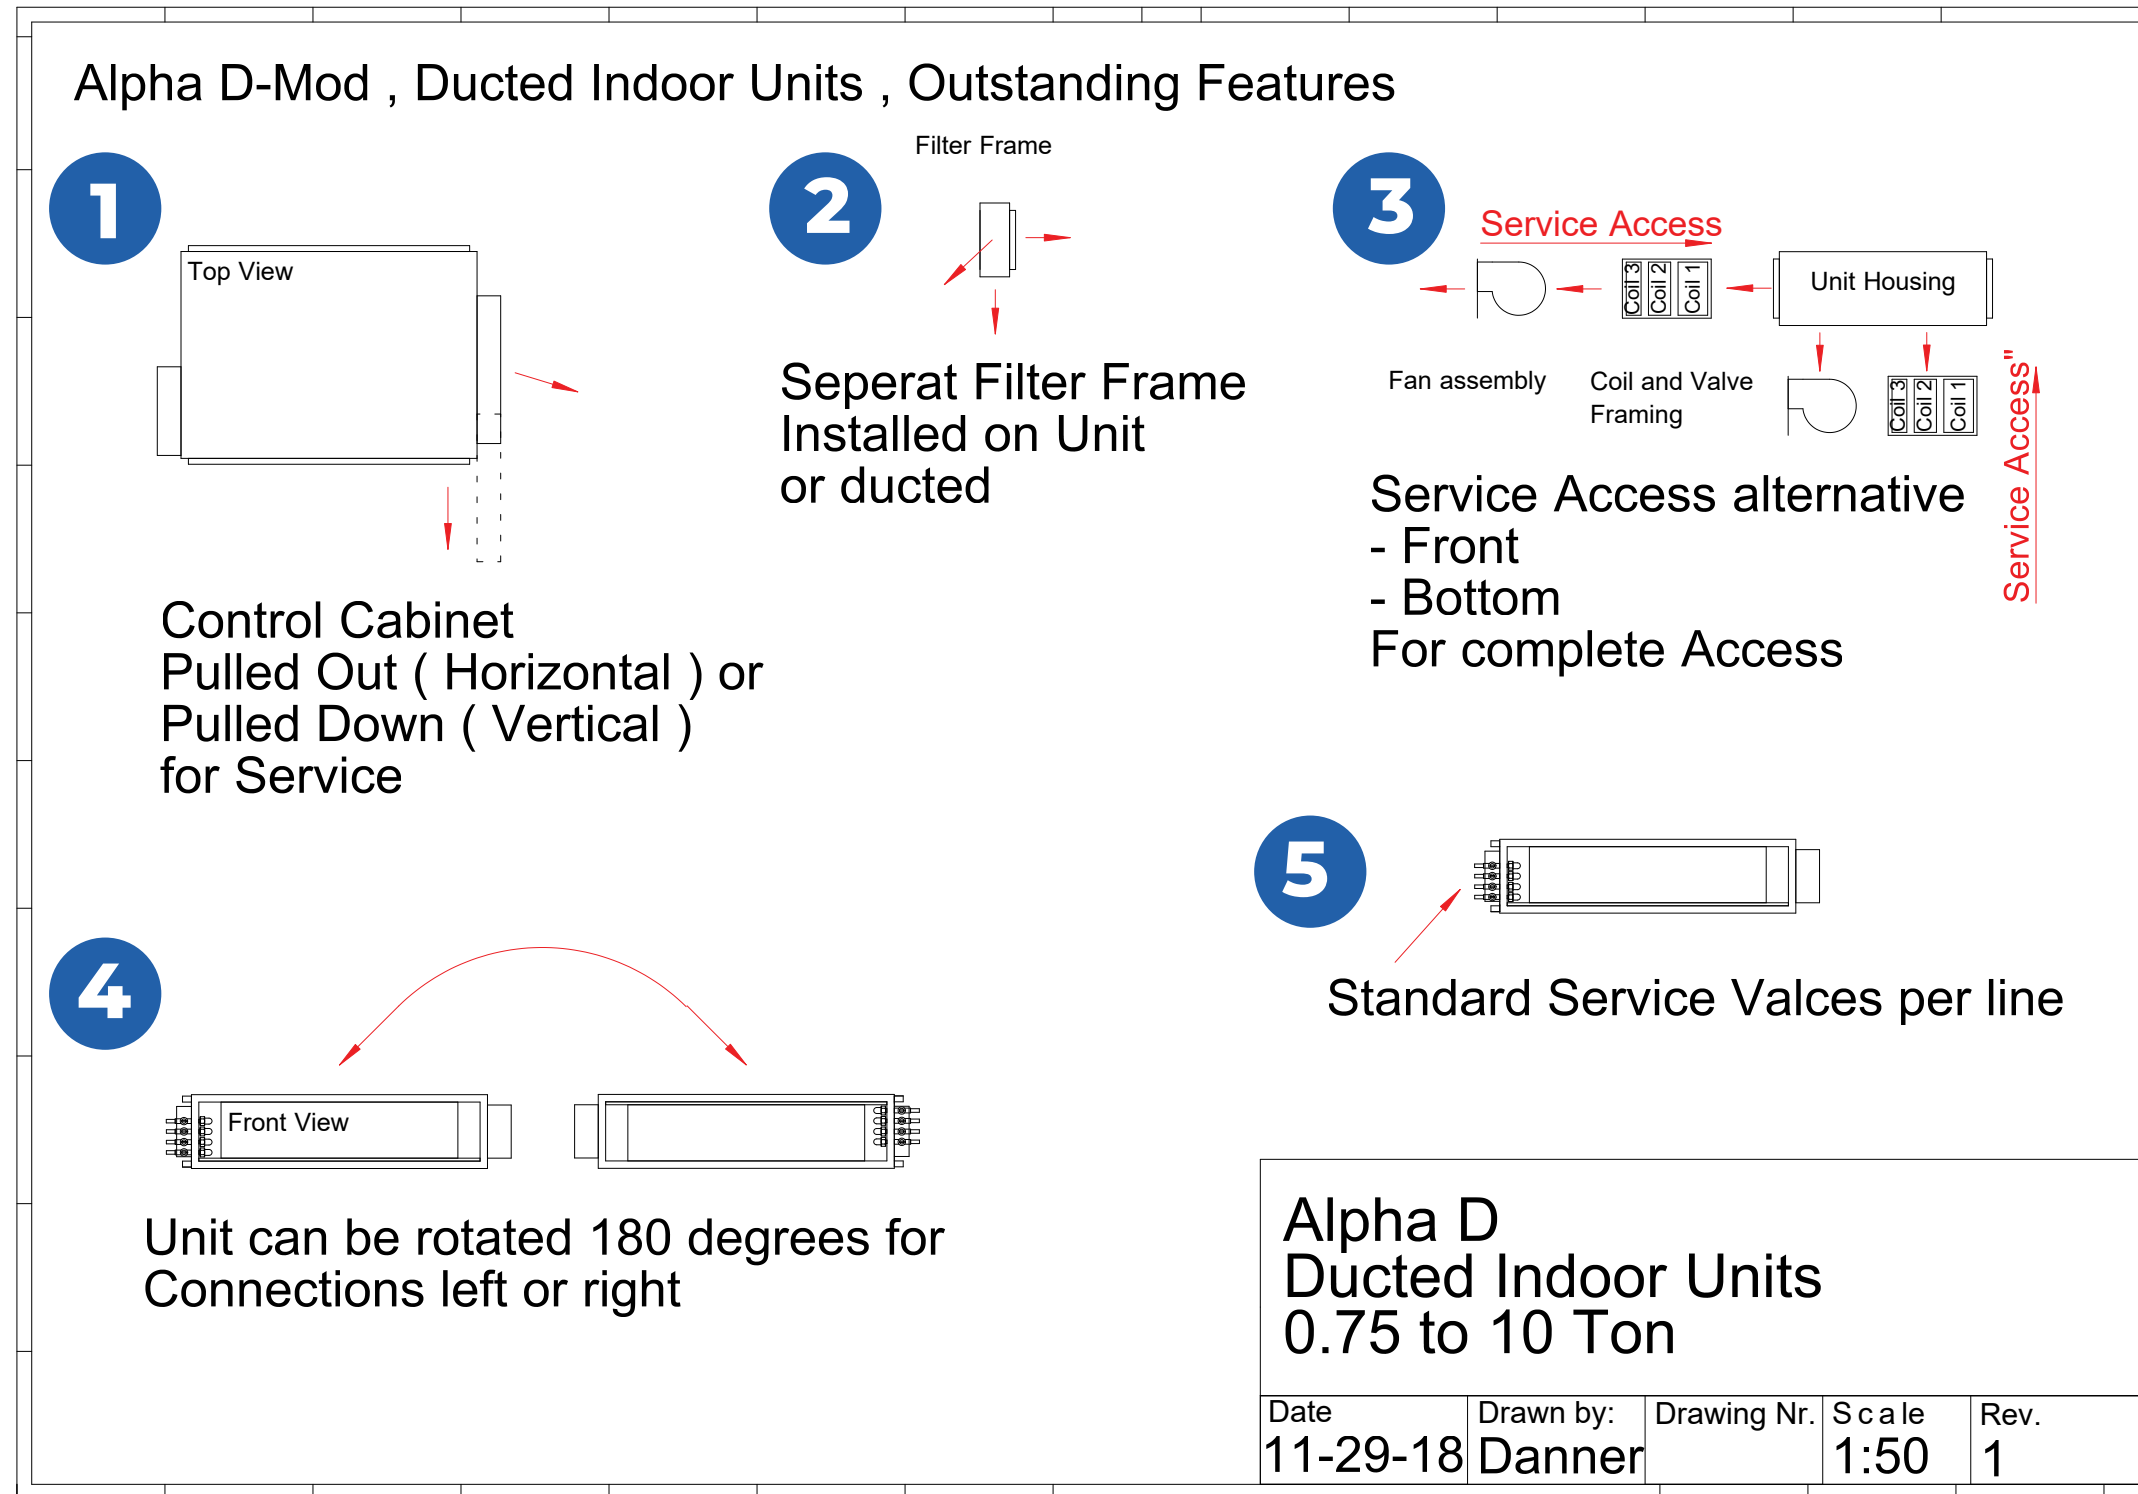 Alpha D-Mod , Ducted Indoor Units , Outstanding Features
1
Top View
Control Cabinet
Pulled Out ( Horizontal ) or
Pulled Down ( Vertical )
for Service
2
Filter Frame
Seperat Filter Frame
Installed on Unit
or ducted
3
Service Access
Coil 3
Coil 2
Coil 1
Unit Housing
Fan assembly
Coil and Valve
Framing
Coil 3
Coil 2
Coil 1
Service Access"
Service Access alternative
- Front
- Bottom
For complete Access
4
Front View
Unit can be rotated 180 degrees for
Connections left or right
5
Standard Service Valces per line
Alpha D
Ducted Indoor Units
0.75 to 10 Ton
Date
11-29-18
Drawn by:
Danner
Drawing Nr.
Scale
1:50
Rev.
1